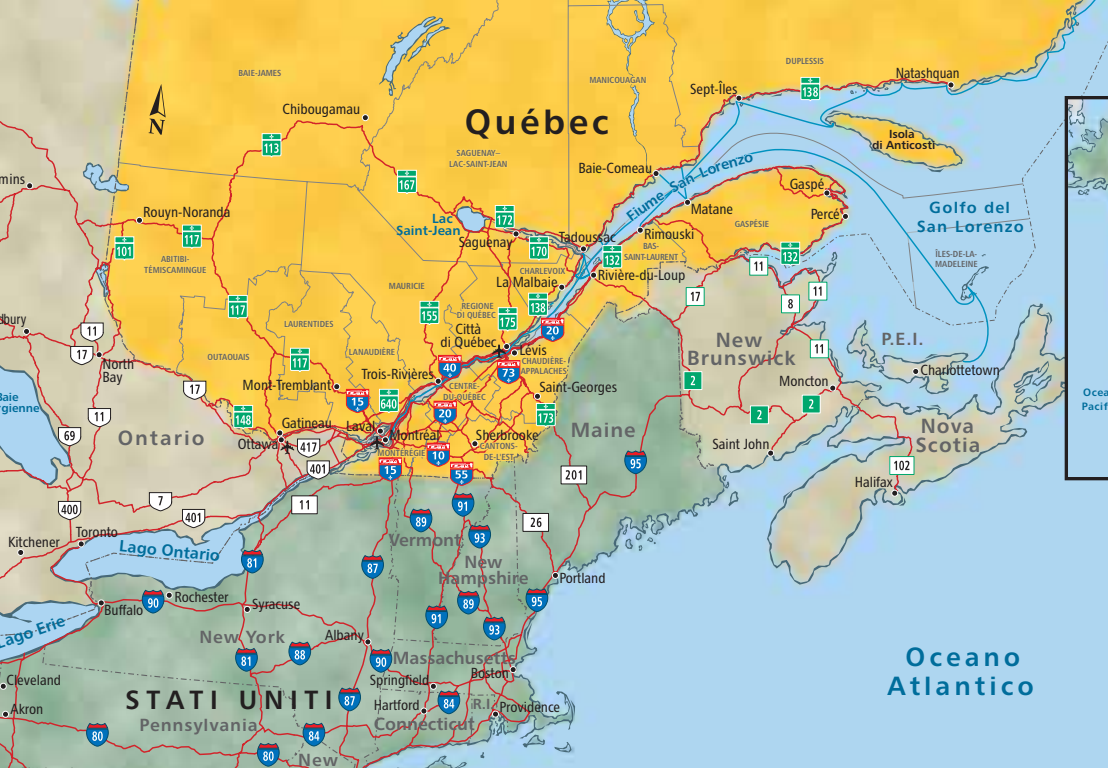 BAIE-JAMES
MANICOUAGAN
DUPLESSIS
Natashquan
Sept-Îles
138
Chibougamau
Québec
N
113
SAGUENAY–
LAC-SAINT-JEAN
Isola
di Anticosti
Baie-Comeau
Fiume San Lorenzo
167
Gaspé
Rouyn-Noranda
Matane
Percé
Golfo del
San Lorenzo
Lac
Saint-Jean
172
GASPÉSIE
101
117
Saguenay
170
Tadoussac
Rimouski
132
BAS-
SAINT-LAURENT
132
ÎLES-DE-LA-
MADELEINE
ABITIBI-
TÉMISCAMINGUE
CHARLEVOIX
Rivière-du-Loup
11
La Malbaie
MAURICIE
17
8
11
117
155
REGIONE
DI QUÉBEC
138
175
LAURENTIDES
Città
di Québec
20
11
17
North
Bay
OUTAOUAIS
117
LANAUDIÈRE
Lévis
40
73
CHAUDIÈRE-
APPALACHES
New
Brunswick
11
P.E.I.
Charlottetown
Trois-Rivières
Mont-Tremblant
CENTRE-
DU-QUÉBEC
Saint-Georges
2
Moncton
17
15
640
20
173
2
2
11
148
Gatineau
Laval
Ottawa
417
Montréal
Sherbrooke
Maine
Saint John
Nova
Scotia
69
Ontario
MONTÉRÉGIE
10
CANTONS-
DE-L'EST
401
15
55
201
95
102
Halifax
400
7
401
11
91
Toronto
Kitchener
Lago Ontario
89
26
Vermont
93
81
87
New
Hampshire
Portland
Buffalo
90
Rochester
Syracuse
91
89
93
95
Lago Erie
New York
Albany
88
81
90
Massachusetts
Boston
Oceano
Atlantico
Cleveland
Springfield
STATI UNITI
87
84
R.I.
Hartford
Providence
Akron
Pennsylvania
Connecticut
80
84
80
New